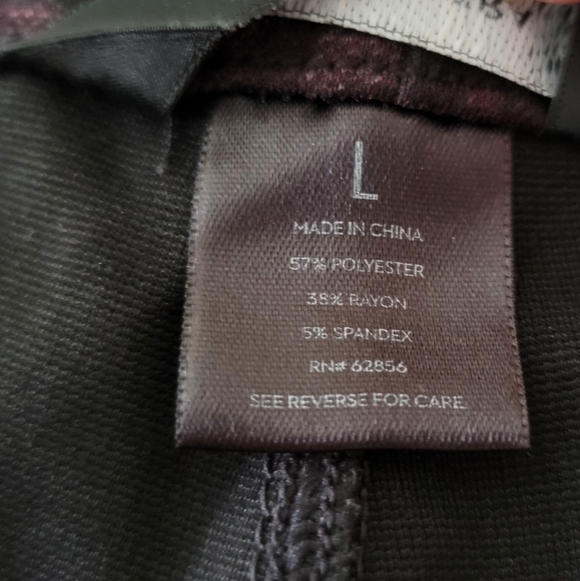 L
MADE IN CHINA
57% POLYESTER
38% RAYON
5% SPANDEX
RN# 62856
SEE REVERSE FOR CARE